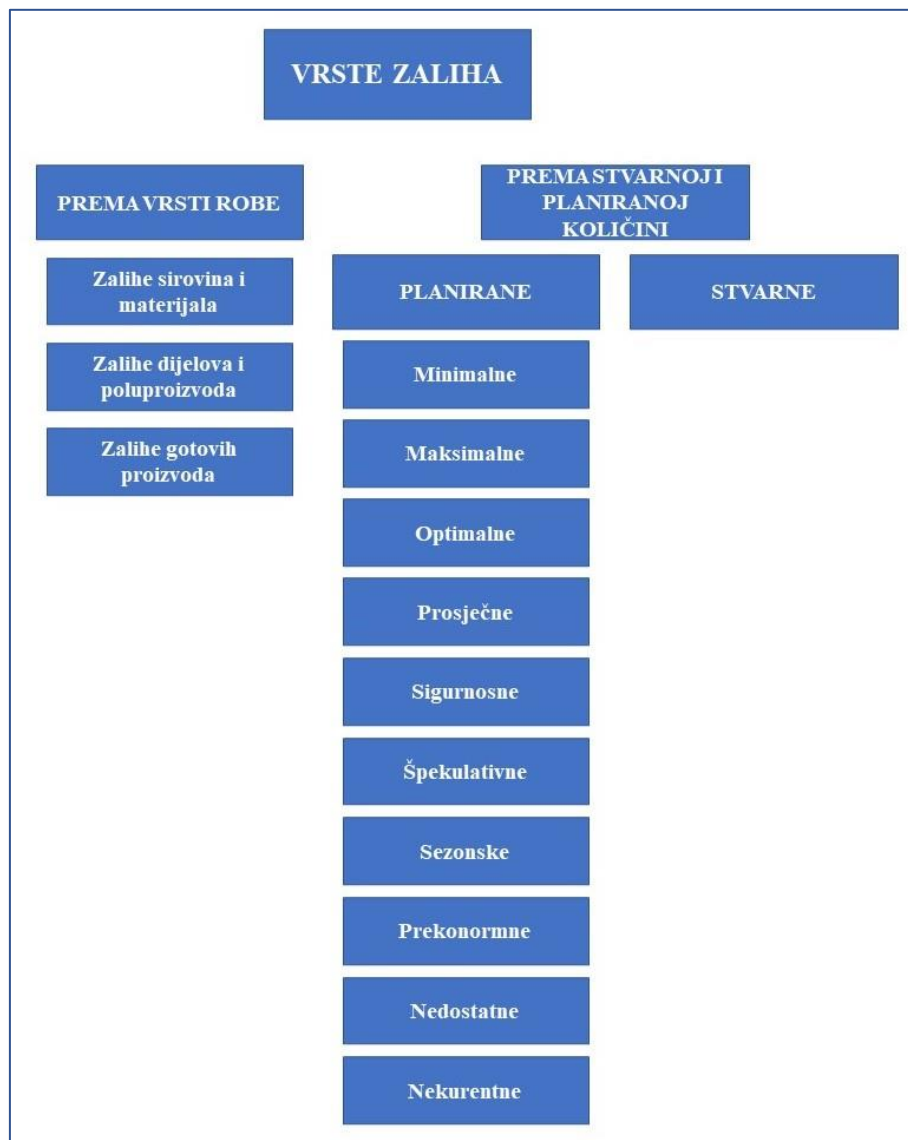 VRSTE ZALIHA
PREMA VRSTI ROBE
PREMA STVARNOJ I
PLANIRANOJ
KOLIČINI
Zalihe sirovina i
materijala
Zalihe dijelova i
poluproizvoda
Zalihe gotovih
proizvoda
PLANIRANE
STVARNE
Minimalne
Maksimalne
Optimalne
Prosječne
Sigurnosne
Špekulativne
Sezonske
Prekonormne
Nedostatne
Nekurentne